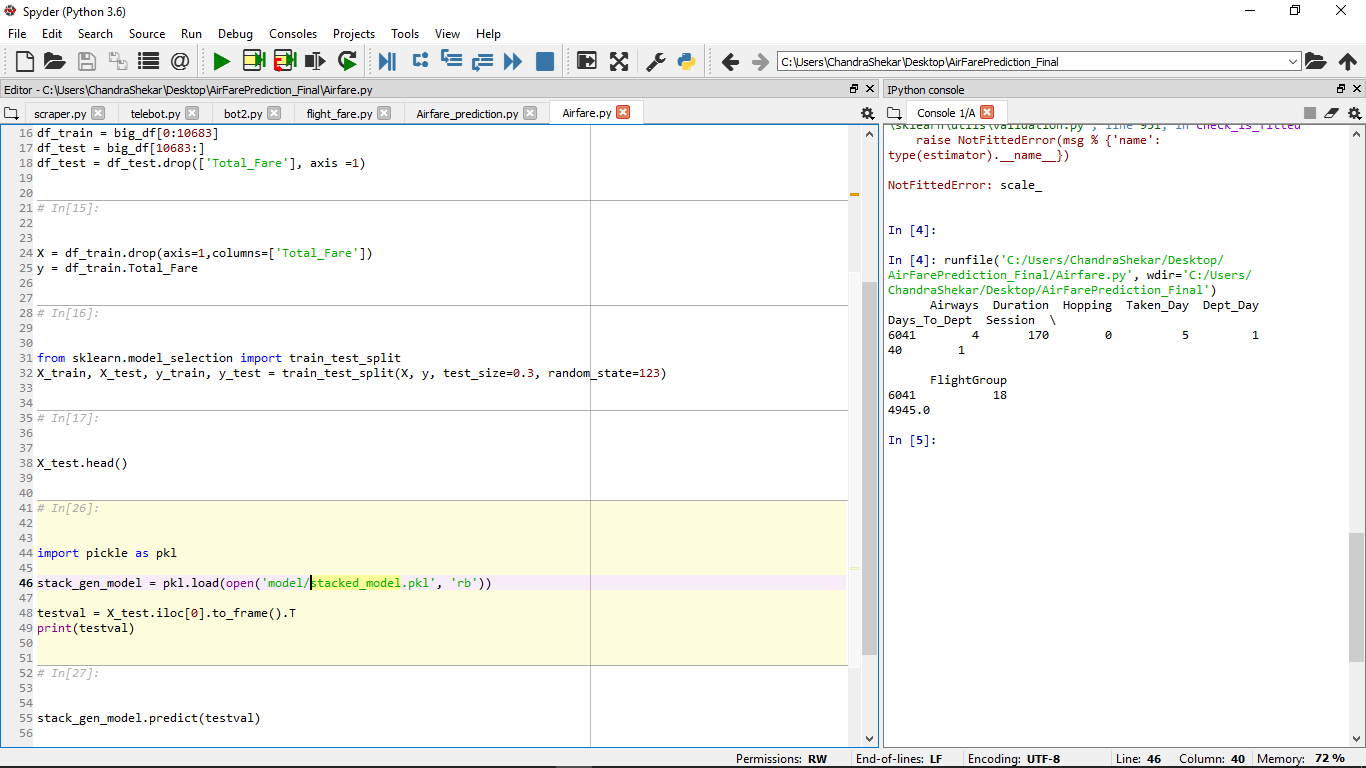 Spyder (Python 3.6)
File Edit Search Source Run Debug Consoles Projects Tools View Help
C:\Users\ChandraShekar\Desktop\AirFarePrediction_Final
Editor - C:\Users\ChandraShekar\Desktop\AirFarePrediction_Final\Airfare.py
scraper.py telebot.py bot2.py flight_fare.py Airfare_prediction.py Airfare.py
16 df_train = big_df[0:10683]
17 df_test = big_df[10683:]
18 df_test = df_test.drop(['Total_Fare'], axis =1)
19
20
21 # In[15]:
22
23
24 X = df_train.drop(axis=1,columns=['Total_Fare'])
25 y = df_train.Total_Fare
26
27
28 # In[16]:
29
30
31 from sklearn.model_selection import train_test_split
32 X_train, X_test, y_train, y_test = train_test_split(X, y, test_size=0.3, random_state=123)
33
34
35 # In[17]:
36
37
38 X_test.head()
39
40
41 # In[26]:
42
43
44 import pickle as pkl
45
46 stack_gen_model = pkl.load(open('model/stacked_model.pkl', 'rb'))
47
48 testval = X_test.iloc[0].to_frame().T
49 print(testval)
50
51
52 # In[27]:
53
54
55 stack_gen_model.predict(testval)
56
IPython console
Console 1/A
\sklearn\utils\validation.py", line 951, in check_is_fitted
raise NotFittedError(msg % {'name':
type(estimator).__name__})
NotFittedError: scale_
In [4]:
In [4]: runfile('C:/Users/ChandraShekar/Desktop/
AirFarePrediction_Final/Airfare.py', wdir='C:/Users/
ChandraShekar/Desktop/AirFarePrediction_Final')
Airways Duration Hopping Taken_Day Dept_Day
Days_To_Dept Session \
6041 4 170 0 5 1
40 1
FlightGroup
6041 18
4945.0
In [5]:
Permissions: RW End-of-lines: LF Encoding: UTF-8 Line: 46 Column: 40 Memory: 72 %